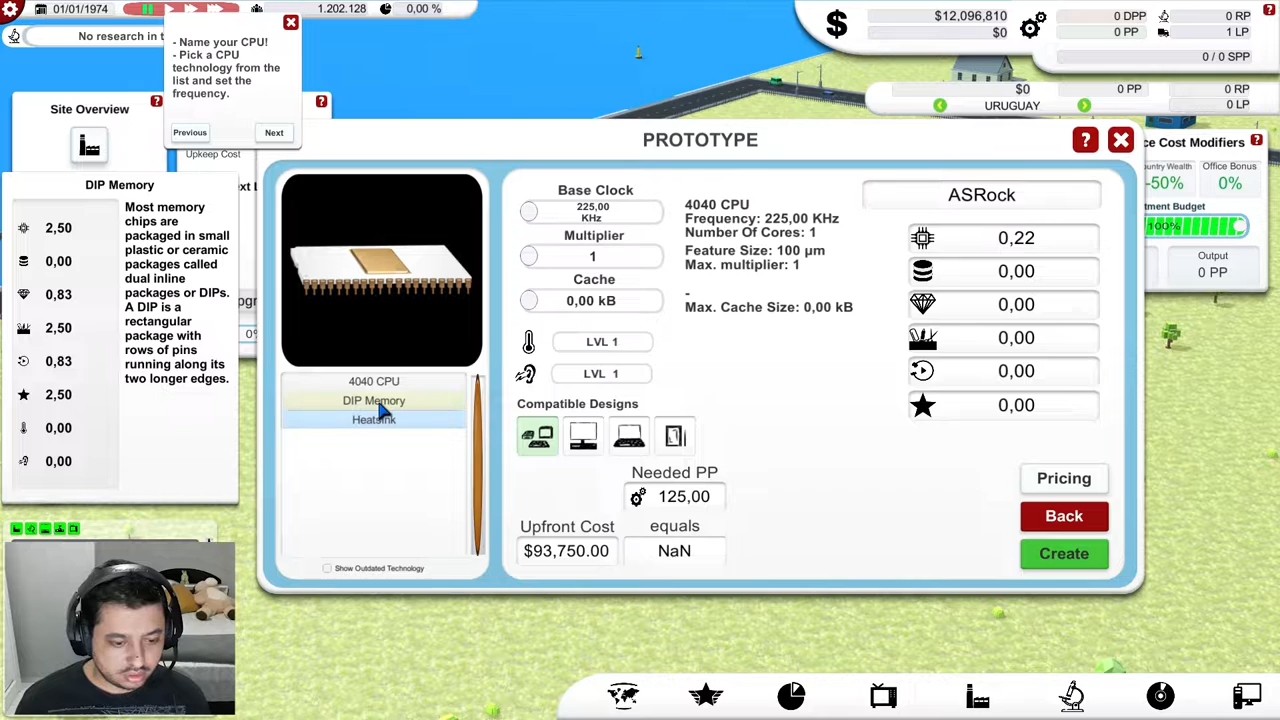 01/01/1974
1.202.128
0,00 %
No research in t
- Name your CPU!
- Pick a CPU
technology from the
list and set the
frequency.
Previous
Next
$12,096,810
$0
0 DPP
0 PP
0 RP
1 LP
0 / 0 SPP
$0
0 PP
0 RP
URUGUAY
0 LP
Site Overview
Upkeep Cost
ce Cost Modifiers
-50%
Office Bonus
0%
100%
Output
0 PP
DIP Memory
2,50
0,00
0,83
2,50
0,83
2,50
0,00
0,00
Most memory
chips are
packaged in small
plastic or ceramic
packages called
dual inline
packages or DIPs.
A DIP is a
rectangular
package with
rows of pins
running along its
two longer edges.
PROTOTYPE
?
4040 CPU
DIP Memory
Heatsink
Show Outdated Technology
Base Clock
225,00
KHz
Multiplier
1
Cache
0,00 kB
LVL 1
LVL 1
Compatible Designs
Needed PP
125,00
Upfront Cost
equals
$93,750.00
NaN
4040 CPU
Frequency: 225,00 KHz
Number Of Cores: 1
Feature Size: 100 µm
Max. multiplier: 1
-
Max. Cache Size: 0,00 kB
ASRock
0,22
0,00
0,00
0,00
0,00
0,00
Pricing
Back
Create